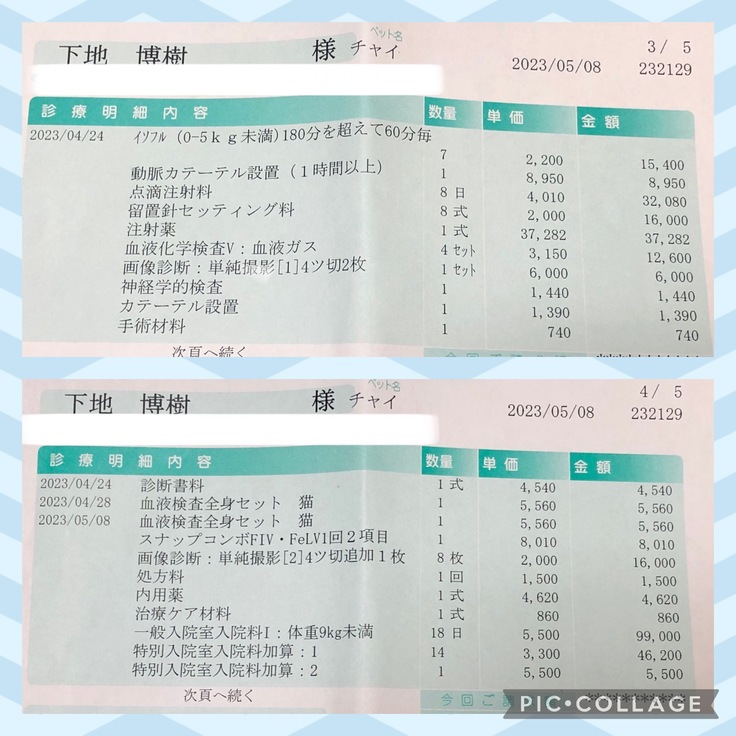 ペット名
下地 博樹 様 チャイ 3/ 5
2023/05/08 232129
診療明細内容 数量 単価 金額
2023/04/24 イソフル (0-5kg未満)180分を超えて60分毎
7 2,200 15,400
動脈カテーテル設置(1時間以上) 1 8,950 8,950
点滴注射料 8 日 4,010 32,080
留置針セッティング料 8 式 2,000 16,000
注射薬 1 式 37,282 37,282
血液化学検査V:血液ガス 4 セット 3,150 12,600
画像診断:単純撮影[1]4ツ切2枚 1 セット 6,000 6,000
神経学的検査 1 1,440 1,440
カテーテル設置 1 1,390 1,390
手術材料 1 740 740
次頁へ続く
ペット名
下地 博樹 様 チャイ 4/ 5
2023/05/08 232129
診療明細内容 数量 単価 金額
2023/04/24 診断書料 1 式 4,540 4,540
2023/04/28 血液検査全身セット 猫 1 5,560 5,560
2023/05/08 血液検査全身セット 猫 1 5,560 5,560
スナップコンボFIV・FeLV1回2項目 1 8,010 8,010
画像診断:単純撮影[2]4ツ切追加1枚 8 枚 2,000 16,000
処方料 1 回 1,500 1,500
内用薬 1 式 4,620 4,620
治療ケア材料 1 式 860 860
一般入院室入院料I:体重9kg未満 18 日 5,500 99,000
特別入院室入院料加算:1 14 3,300 46,200
特別入院室入院料加算:2 1 5,500 5,500
次頁へ続く 今回ご請
PIC•COLLAGE